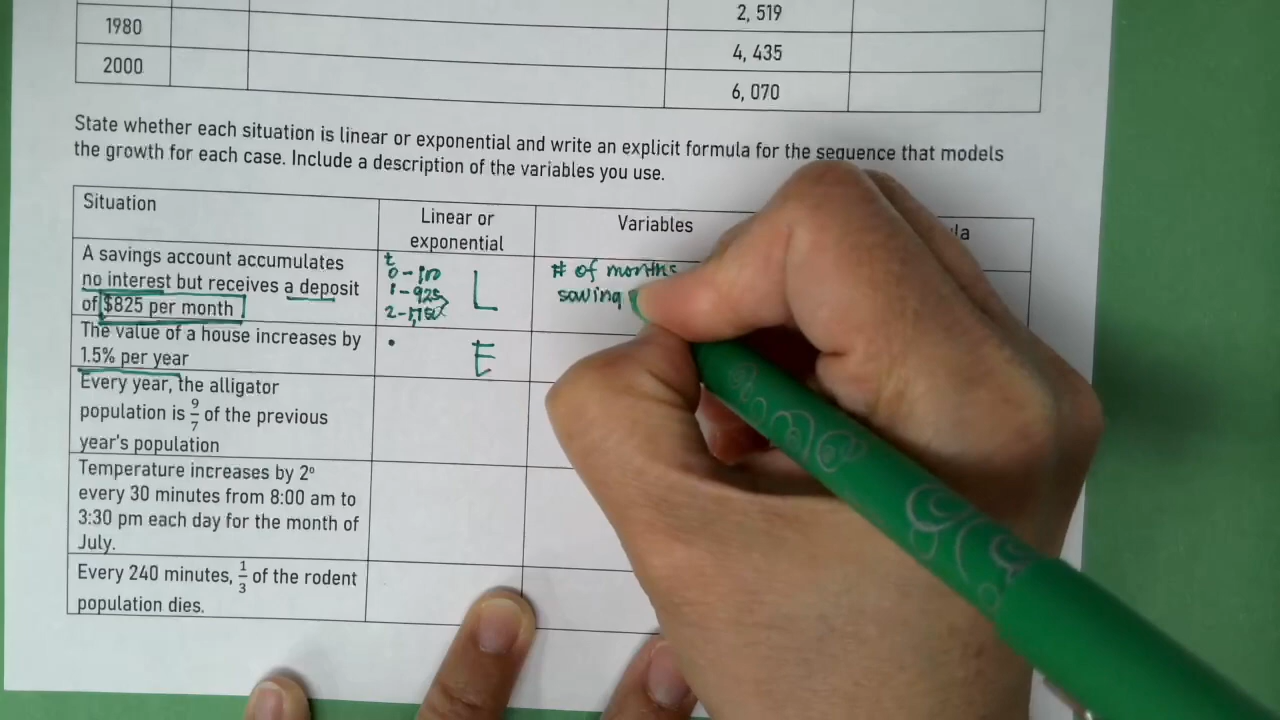 2, 519
1980
4, 435
2000
6, 070
State whether each situation is linear or exponential and write an explicit formula for the sequence that models
the growth for each case. Include a description of the variables you use.
Situation
Linear or
exponential
Variables
la
A savings account accumulates
no interest but receives a deposit
of $825 per month
t
0-100
1-925
L
# of months
saving
The value of a house increases by
1.5% per year
E
Every year, the alligator
population is 9/7 of the previous
year's population
Temperature increases by 2º
every 30 minutes from 8:00 am to
3:30 pm each day for the month of
July.
Every 240 minutes, 1/3 of the rodent
population dies.